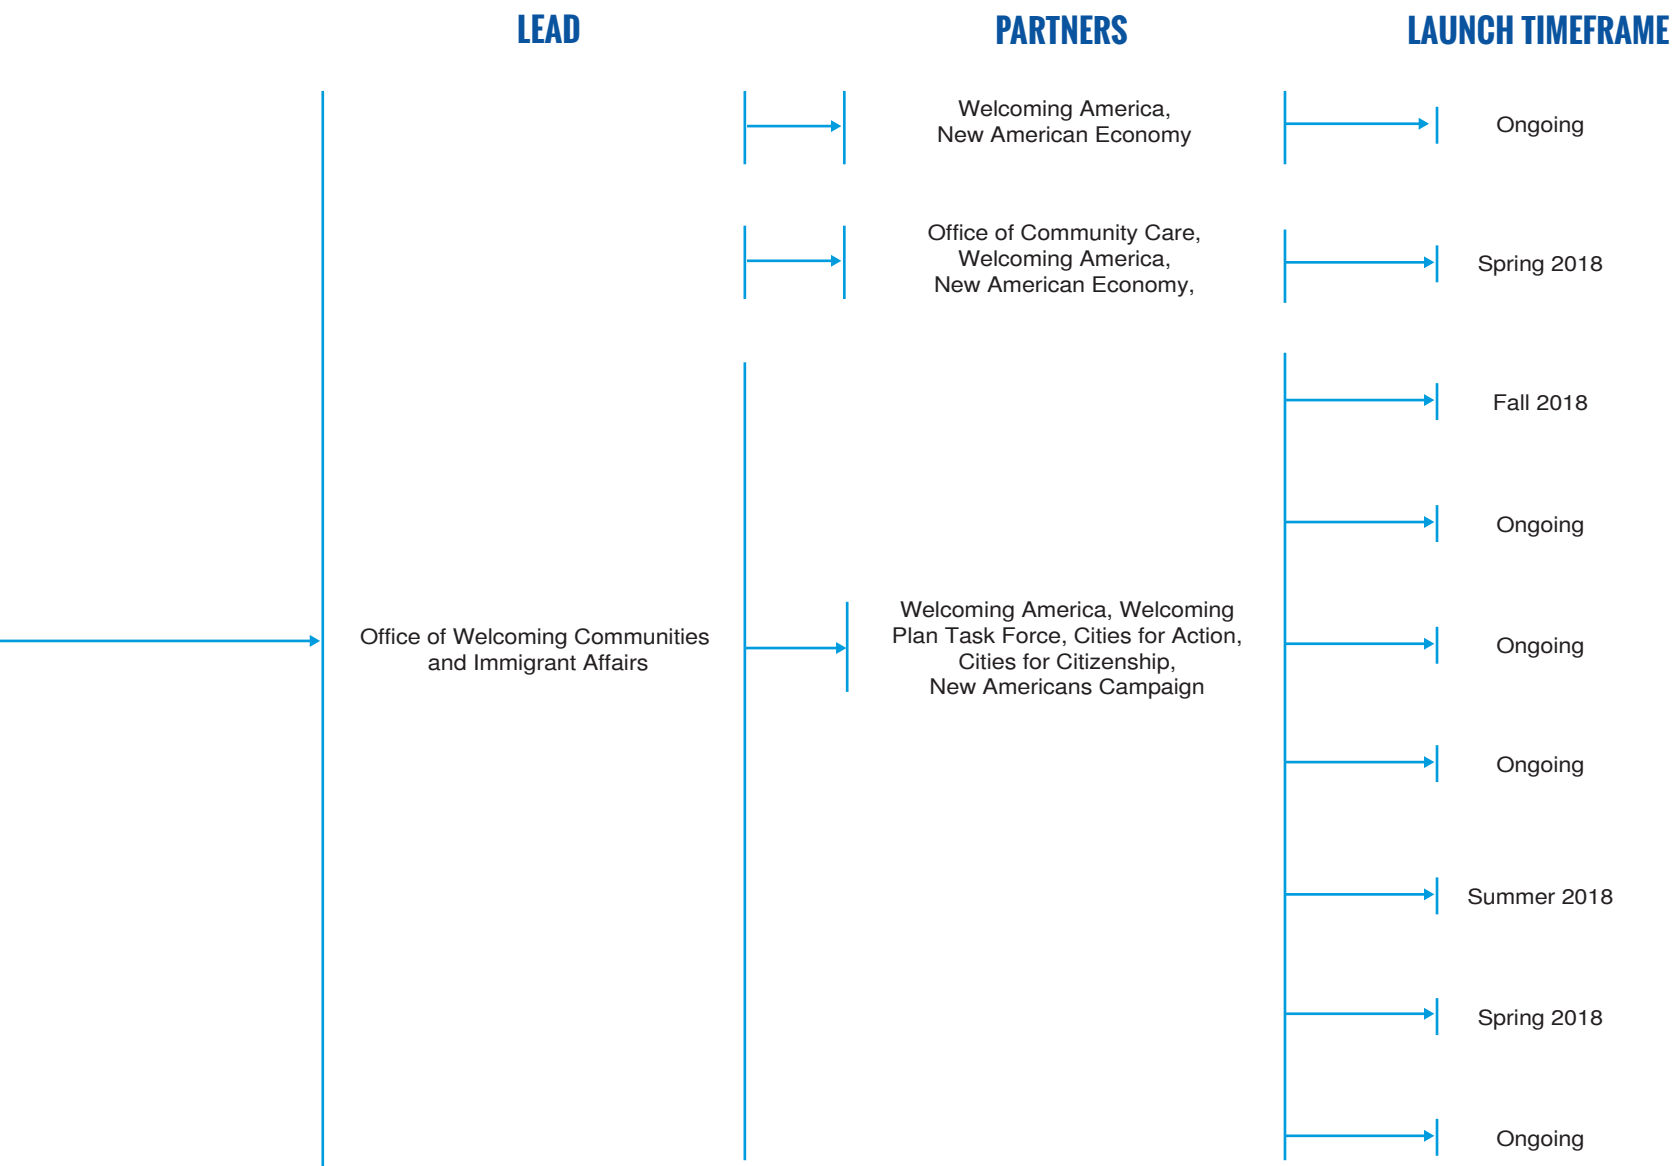 LEAD
PARTNERS
LAUNCH TIMEFRAME
Welcoming America,
New American Economy
Ongoing
Office of Community Care,
Welcoming America,
New American Economy,
Spring 2018
Office of Welcoming Communities
and Immigrant Affairs
Welcoming America, Welcoming
Plan Task Force, Cities for Action,
Cities for Citizenship,
New Americans Campaign
Fall 2018
Ongoing
Ongoing
Ongoing
Summer 2018
Spring 2018
Ongoing